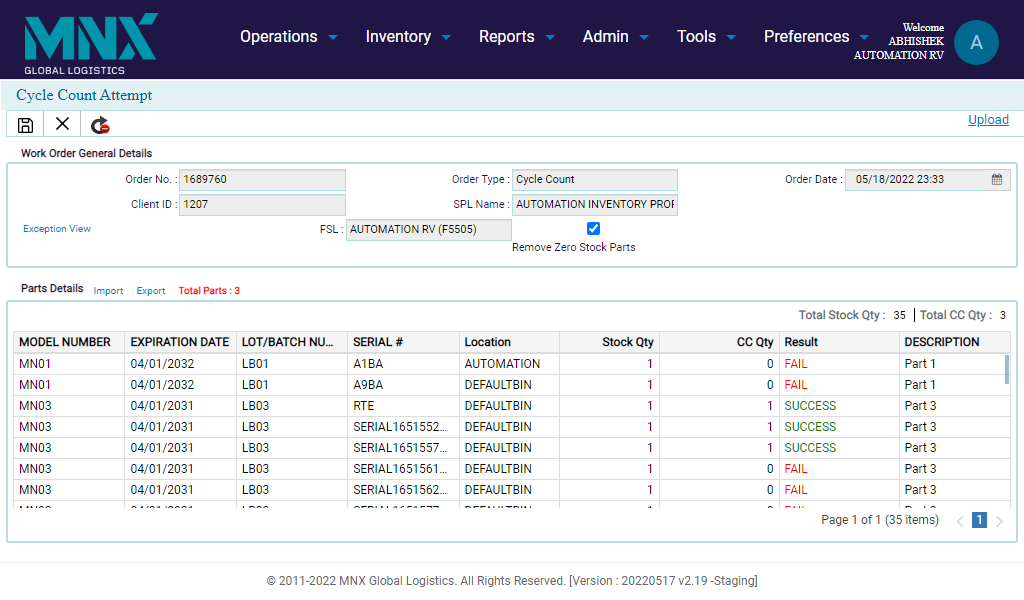 MNX
GLOBAL LOGISTICS
Operations Inventory Reports Admin Tools Preferences
Welcome
ABHISHEK
AUTOMATION RV
A
Cycle Count Attempt
Upload
Work Order General Details
Order No. : 1689760 Order Type : Cycle Count Order Date : 05/18/2022 23:33
Client ID : 1207 SPL Name : AUTOMATION INVENTORY PROF
Exception View FSL : AUTOMATION RV (F5505)
Remove Zero Stock Parts
Parts Details Import Export Total Parts : 3
Total Stock Qty : 35 Total CC Qty : 3
MODEL NUMBER EXPIRATION DATE LOT/BATCH NU... SERIAL # Location Stock Qty CC Qty Result DESCRIPTION
MN01 04/01/2032 LB01 A1BA AUTOMATION 1 0 FAIL Part 1
MN01 04/01/2032 LB01 A9BA DEFAULTBIN 1 0 FAIL Part 1
MN03 04/01/2031 LB03 RTE DEFAULTBIN 1 1 SUCCESS Part 3
MN03 04/01/2031 LB03 SERIAL1651552... DEFAULTBIN 1 1 SUCCESS Part 3
MN03 04/01/2031 LB03 SERIAL1651557... DEFAULTBIN 1 1 SUCCESS Part 3
MN03 04/01/2031 LB03 SERIAL1651561... DEFAULTBIN 1 0 FAIL Part 3
MN03 04/01/2031 LB03 SERIAL1651562... DEFAULTBIN 1 0 FAIL Part 3
Page 1 of 1 (35 items) 1
© 2011-2022 MNX Global Logistics. All Rights Reserved. [Version : 20220517 v2.19 -Staging]